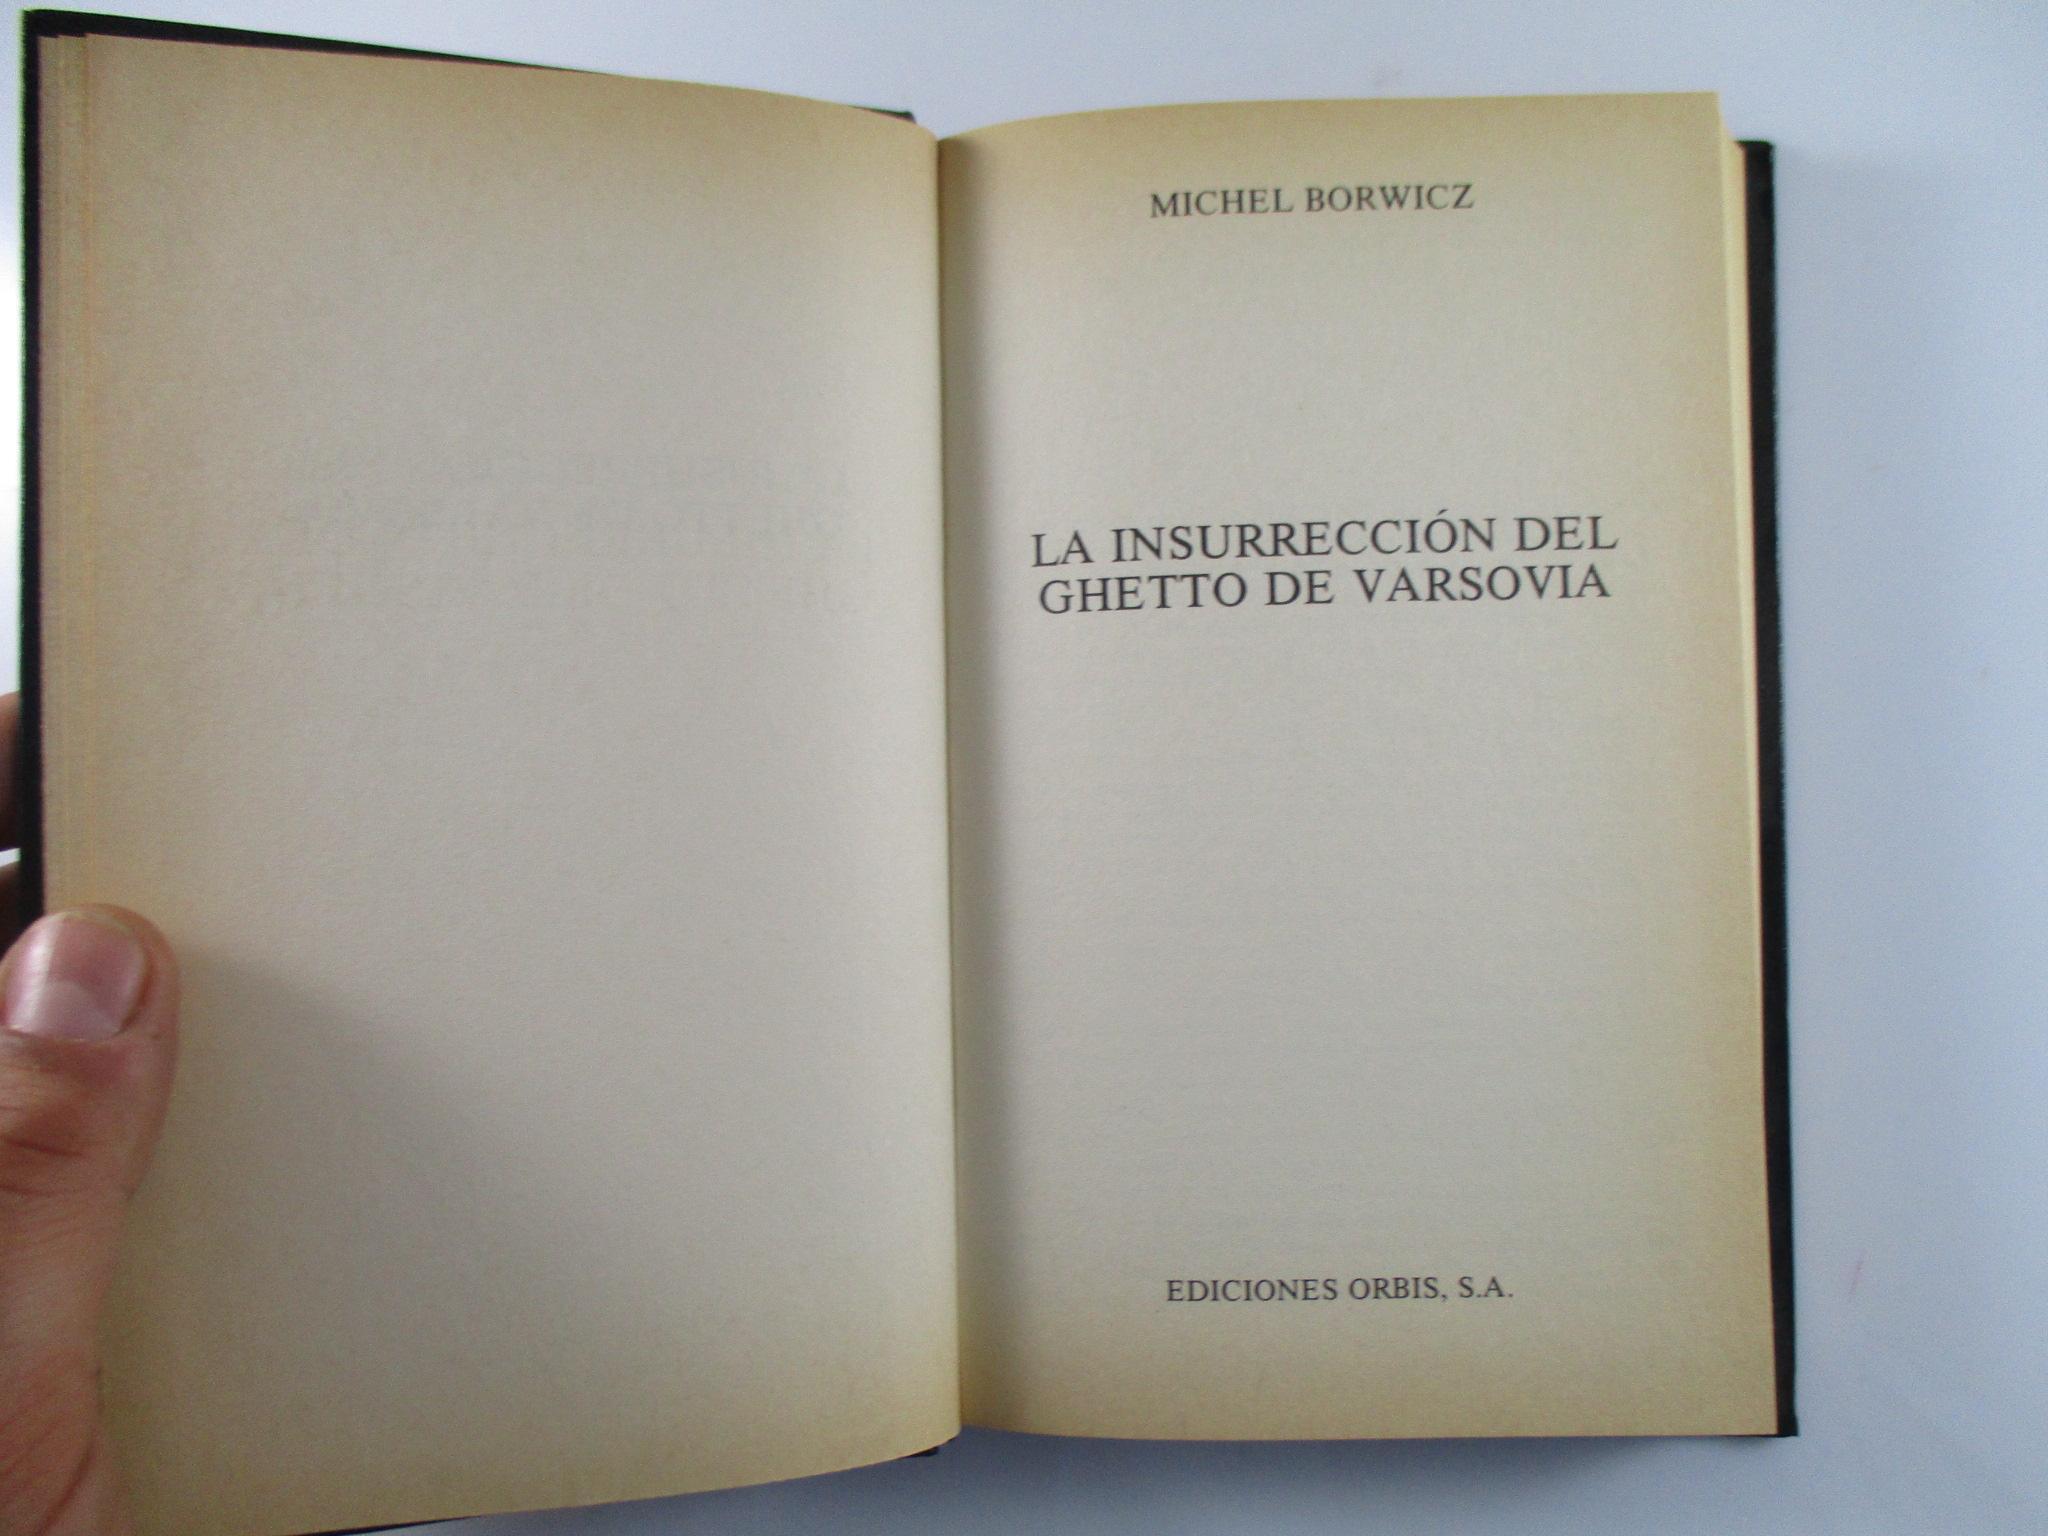 MICHEL BORWICZ
LA INSURRECCIÓN DEL
GHETTO DE VARSOVIA
EDICIONES ORBIS, S.A.